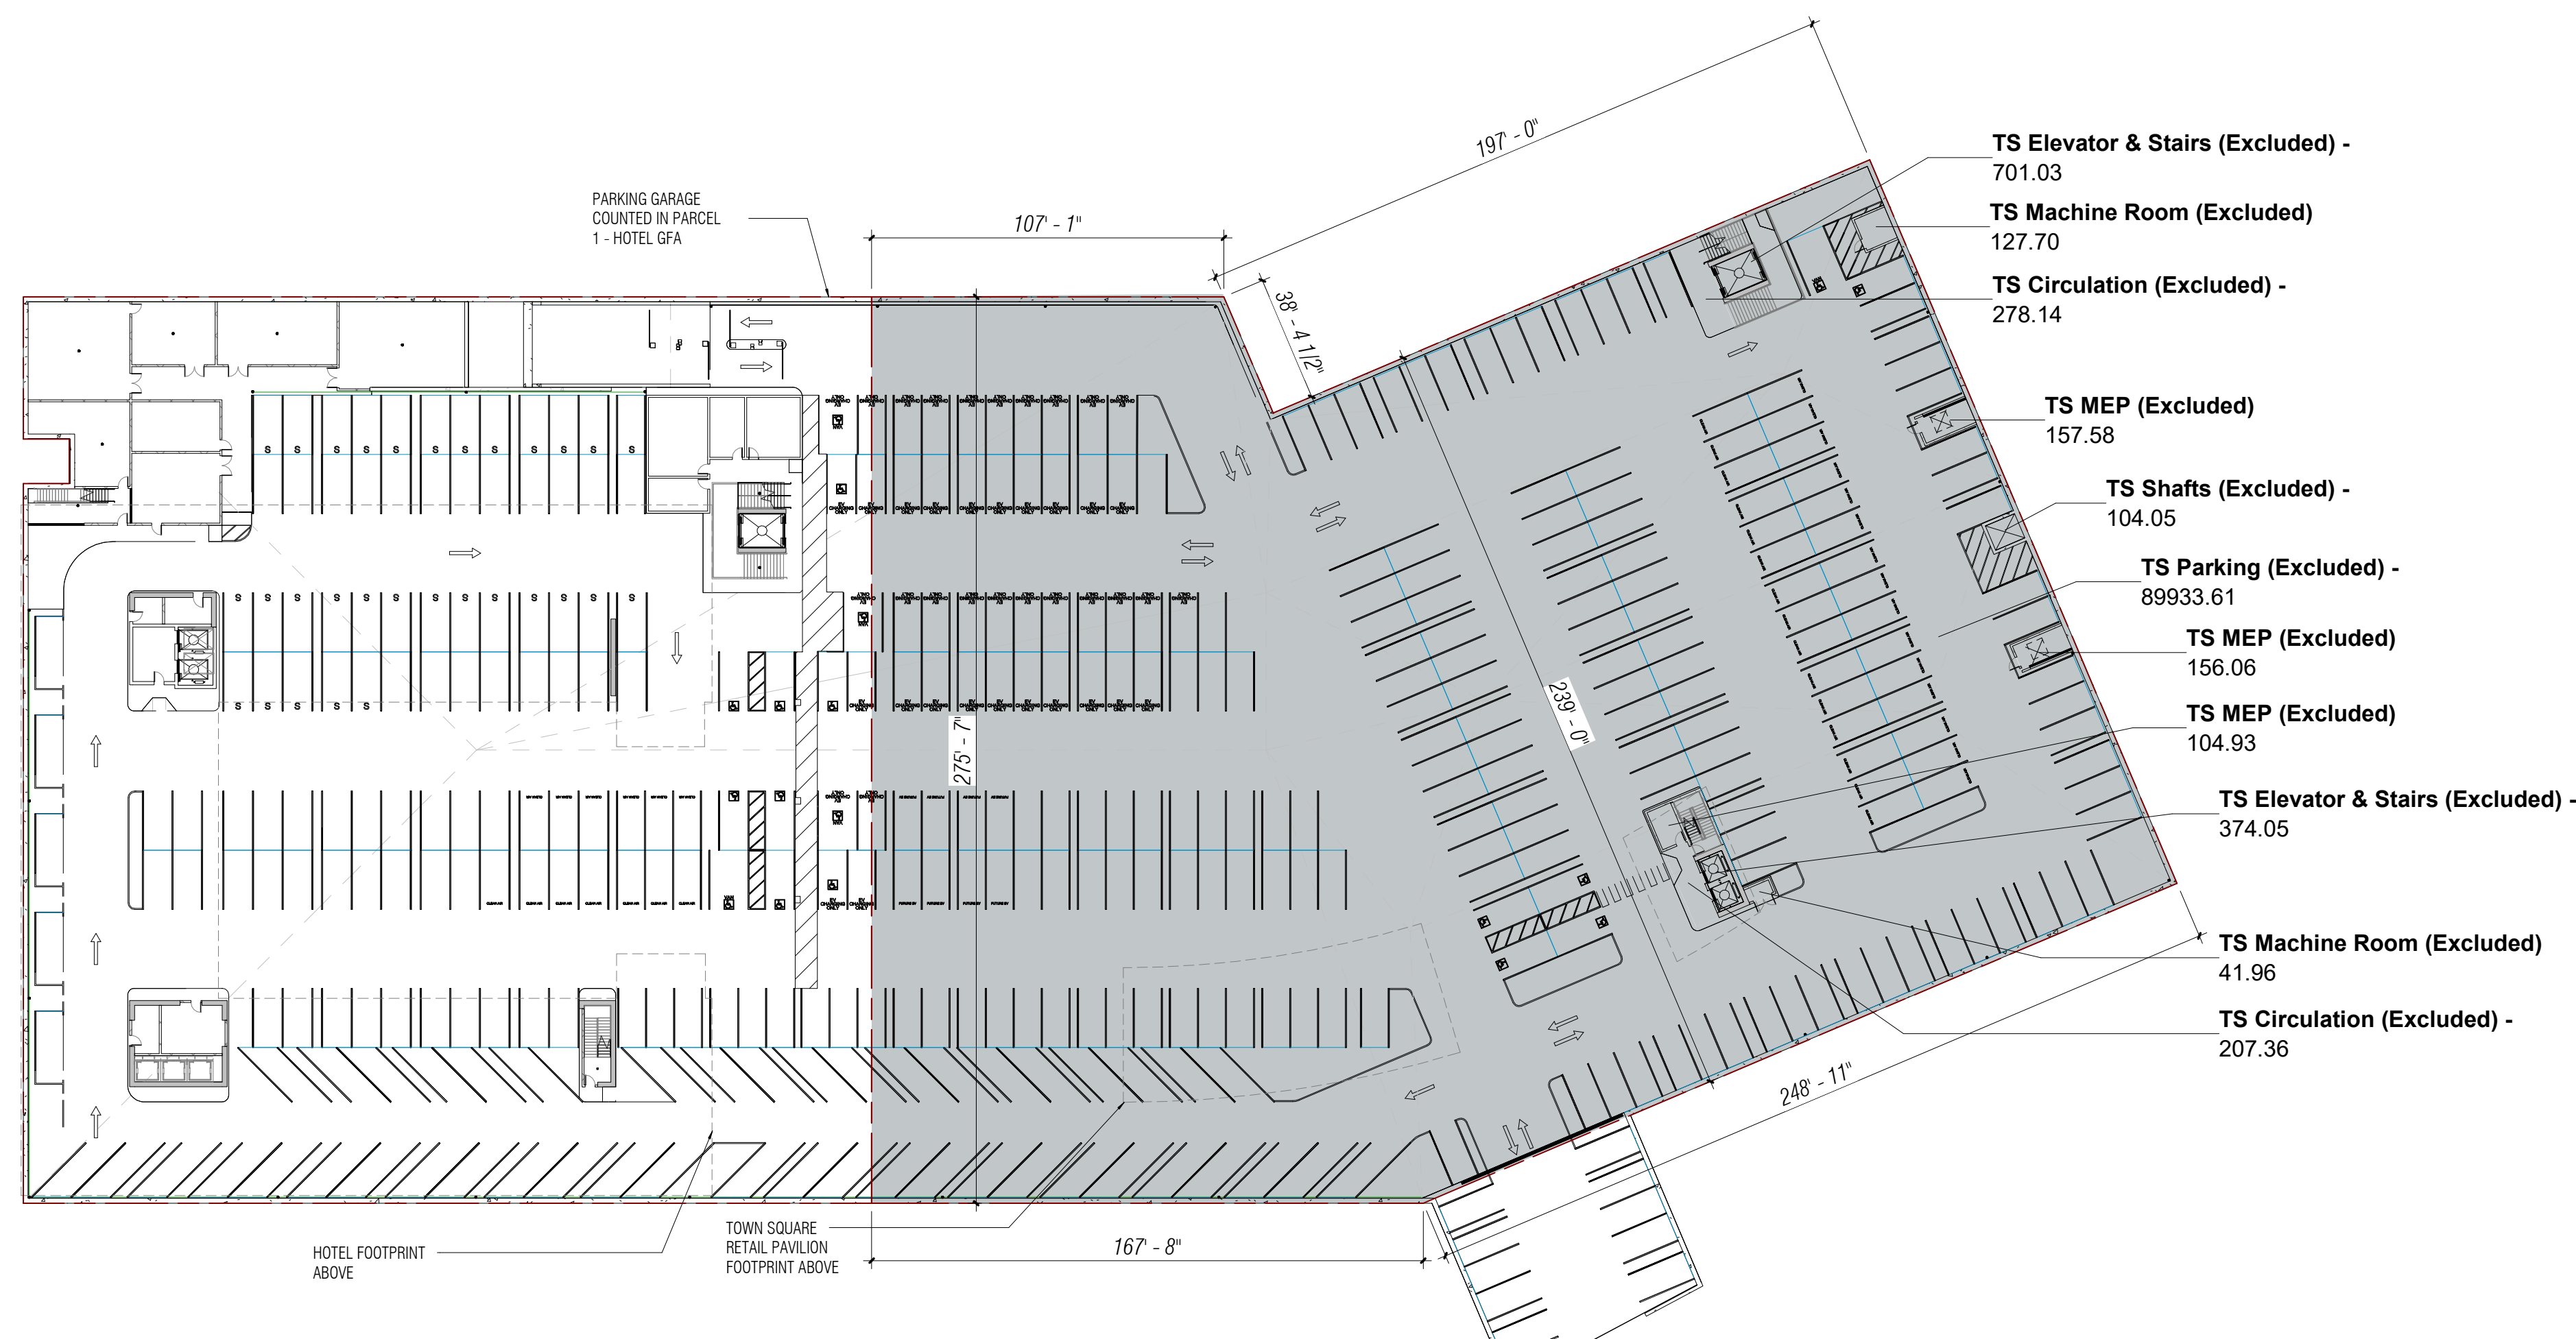 197' - 0"
TS Elevator & Stairs (Excluded) -
701.03
PARKING GARAGE
COUNTED IN PARCEL
1 - HOTEL GFA
107' - 1"
TS Machine Room (Excluded)
127.70
TS Circulation (Excluded) -
278.14
38' - 4 1/2"
TS MEP (Excluded)
157.58
TS Shafts (Excluded) -
104.05
TS Parking (Excluded) -
89933.61
TS MEP (Excluded)
156.06
TS MEP (Excluded)
104.93
239' - 0"
275' - 7"
TS Elevator & Stairs (Excluded) -
374.05
TS Machine Room (Excluded)
41.96
TS Circulation (Excluded) -
207.36
248' - 11"
S S S S S S S S S S S
S S S S S S S S S S S
S S S S S
HOTEL FOOTPRINT
ABOVE
TOWN SQUARE
RETAIL PAVILION
FOOTPRINT ABOVE
167' - 8"